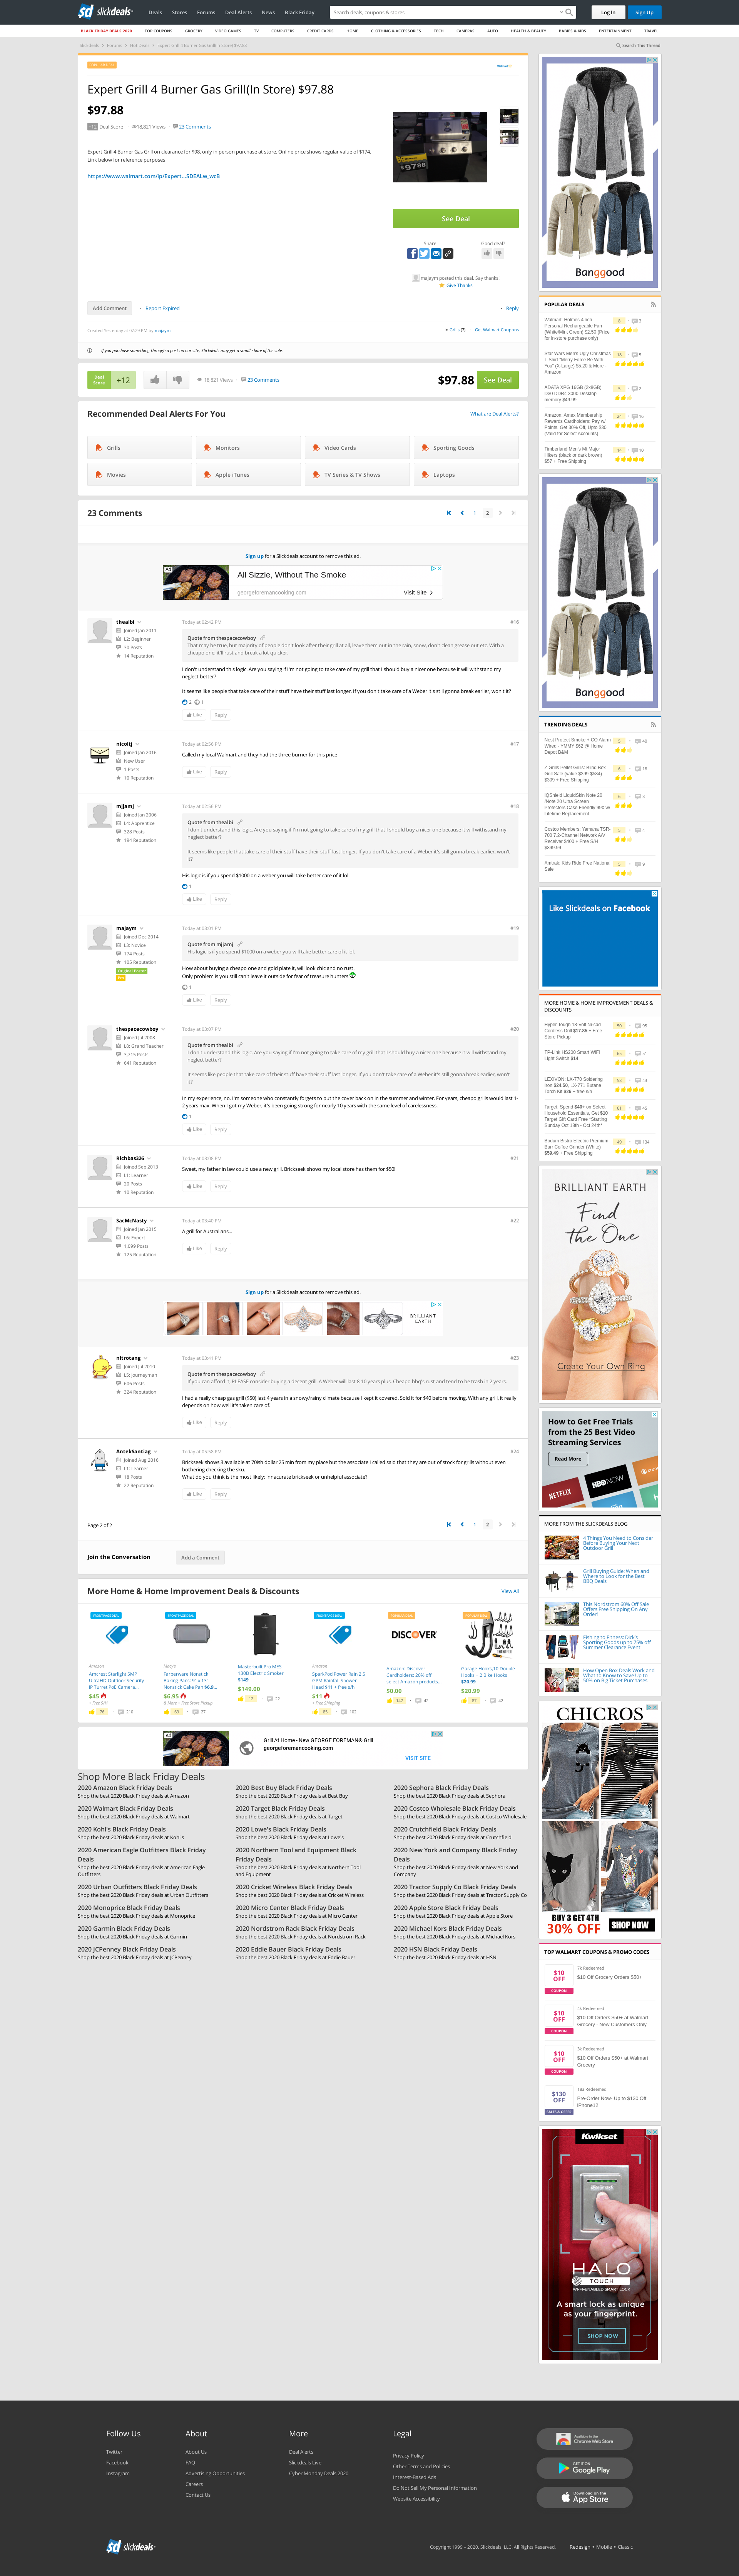 slickdeals
Deals Stores Forums Deal Alerts News Black Friday
Search deals, coupons & stores
Log In Sign Up
BLACK FRIDAY DEALS 2020 TOP COUPONS GROCERY VIDEO GAMES TV COMPUTERS CREDIT CARDS HOME CLOTHING & ACCESSORIES TECH CAMERAS AUTO HEALTH & BEAUTY BABIES & KIDS ENTERTAINMENT TRAVEL
Slickdeals > Forums > Hot Deals > Expert Grill 4 Burner Gas Grill(In Store) $97.88
Search This Thread
Expert Grill 4 Burner Gas Grill(In Store) $97.88
$97.88
+12 Deal Score 18,821 Views 23 Comments
Expert Grill 4 Burner Gas Grill on clearance for $98, only in person purchase at store. Online price shows regular value of $174.
Link below for reference purposes
https://www.walmart.com/ip/Expert...SDEALw_wcB
See Deal
Share
Good deal?
majaym posted this deal. Say thanks!
Give Thanks
Add Comment
Report Expired
Reply
Created Yesterday at 07:29 PM by majaym
in Grills (?) Get Walmart Coupons
If you purchase something through a post on our site, Slickdeals may get a small share of the sale.
Deal Score +12
18,821 Views 23 Comments
$97.88 See Deal
Recommended Deal Alerts For You
What are Deal Alerts?
Grills Monitors Video Cards Sporting Goods
Movies Apple iTunes TV Series & TV Shows Laptops
23 Comments
1 2
Sign up for a Slickdeals account to remove this ad.
Ad
All Sizzle, Without The Smoke
georgeforemancooking.com
Visit Site
thealbi
Joined Jan 2011
L2: Beginner
30 Posts
14 Reputation
Today at 02:42 PM
#16
Quote from thespacecowboy
That may be true, but majority of people don't look after their grill at all, leave them out in the rain, snow, don't clean grease out etc. With a cheapo one, it'll rust and break a lot quicker.
I don't understand this logic. Are you saying if I'm not going to take care of my grill that I should buy a nicer one because it will withstand my neglect better?
It seems like people that take care of their stuff have their stuff last longer. if you don't take care of a Weber it's still gonna break earlier, won't it?
2 1
Like Reply
nicoltj
Joined Jan 2016
New User
1 Posts
10 Reputation
Today at 02:56 PM
#17
Called my local Walmart and they had the three burner for this price
Like Reply
mjjamj
Joined Jan 2006
L4: Apprentice
328 Posts
194 Reputation
Today at 02:56 PM
#18
Quote from thealbi
I don't understand this logic. Are you saying if I'm not going to take care of my grill that I should buy a nicer one because it will withstand my neglect better?
It seems like people that take care of their stuff have their stuff last longer. If you don't take care of a Weber it's still gonna break earlier, won't it?
His logic is if you spend $1000 on a weber you will take better care of it lol.
1
Like Reply
majaym
Joined Dec 2014
L3: Novice
174 Posts
105 Reputation
Original Poster
Pro
Today at 03:01 PM
#19
Quote from mjjamj
His logic is if you spend $1000 on a weber you will take better care of it lol.
How about buying a cheapo one and gold plate it, will look chic and no rust.
Only problem is you still can't leave it outside for fear of treasure hunters
1
Like Reply
thespacecowboy
Joined Jul 2008
L8: Grand Teacher
3,715 Posts
641 Reputation
Today at 03:07 PM
#20
Quote from thealbi
I don't understand this logic. Are you saying if I'm not going to take care of my grill that I should buy a nicer one because it will withstand my neglect better?
It seems like people that take care of their stuff have their stuff last longer. If you don't take care of a Weber it's still gonna break earlier, won't it?
In my experience, no. I'm someone who constantly forgets to put the cover back on in the summer and winter. For years, cheapo grills would last 1-2 years max. When I got my Weber, it's been going strong for nearly 10 years with the same level of carelessness.
1
Like Reply
Richbas326
Joined Sep 2013
L1: Learner
20 Posts
10 Reputation
Today at 03:08 PM
#21
Sweet, my father in law could use a new grill. Brickseek shows my local store has them for $50!
Like Reply
SacMcNasty
Joined Jan 2015
L6: Expert
1,099 Posts
125 Reputation
Today at 03:40 PM
#22
A grill for Australians...
Like Reply
Sign up for a Slickdeals account to remove this ad.
BRILLIANT EARTH
nitrotang
Joined Jul 2010
L5: Journeyman
606 Posts
324 Reputation
Today at 03:41 PM
#23
Quote from thespacecowboy
If you can afford it, PLEASE consider buying a decent grill. A Weber will last 8-10 years plus. Cheapo bbq's rust and tend to be trash in 2 years.
I had a really cheap gas grill ($50) last 4 years in a snowy/rainy climate because I kept it covered. Sold it for $40 before moving. With any grill, it really depends on how well it's taken care of.
Like Reply
AntekSantiag
Joined Aug 2016
L1: Learner
18 Posts
22 Reputation
Today at 05:58 PM
#24
Brickseek shows 3 available at 70ish dollar 25 min from my place but the associate I called said that they are out of stock for grills without even bothering checking the sku.
What do you think is the most likely: innacurate brickseek or unhelpful associate?
Like Reply
Page 2 of 2
1 2
Join the Conversation
Add a Comment
More Home & Home Improvement Deals & Discounts
View All
Amazon
Amcrest Starlight 5MP UltraHD Outdoor Security IP Turret PoE Camera...
$45
+ Free S/H
76 210
Macy's
Farberware Nonstick Baking Pans: 9" x 13" Nonstick Cake Pan $6.9...
$6.95
& More + Free Store Pickup
69 27
Masterbuilt Pro MES 130B Electric Smoker $149
$149.00
12 22
Amazon
SparkPod Power Rain 2.5 GPM Rainfall Shower Head $11 + free s/h
$11
+ Free Shipping
85 102
DISCOVER
Amazon: Discover Cardholders: 20% off select Amazon products...
$0.00
147 42
Garage Hooks,10 Double Hooks + 2 Bike Hooks $20.99
$20.99
87 42
Ad
Grill At Home - New GEORGE FOREMAN® Grill
georgeforemancooking.com
VISIT SITE
Shop More Black Friday Deals
2020 Amazon Black Friday Deals
Shop the best 2020 Black Friday deals at Amazon
2020 Best Buy Black Friday Deals
Shop the best 2020 Black Friday deals at Best Buy
2020 Sephora Black Friday Deals
Shop the best 2020 Black Friday deals at Sephora
2020 Walmart Black Friday Deals
Shop the best 2020 Black Friday deals at Walmart
2020 Target Black Friday Deals
Shop the best 2020 Black Friday deals at Target
2020 Costco Wholesale Black Friday Deals
Shop the best 2020 Black Friday deals at Costco Wholesale
2020 Kohl's Black Friday Deals
Shop the best 2020 Black Friday deals at Kohl's
2020 Lowe's Black Friday Deals
Shop the best 2020 Black Friday deals at Lowe's
2020 Crutchfield Black Friday Deals
Shop the best 2020 Black Friday deals at Crutchfield
2020 American Eagle Outfitters Black Friday Deals
Shop the best 2020 Black Friday deals at American Eagle Outfitters
2020 Northern Tool and Equipment Black Friday Deals
Shop the best 2020 Black Friday deals at Northern Tool and Equipment
2020 New York and Company Black Friday Deals
Shop the best 2020 Black Friday deals at New York and Company
2020 Urban Outfitters Black Friday Deals
Shop the best 2020 Black Friday deals at Urban Outfitters
2020 Cricket Wireless Black Friday Deals
Shop the best 2020 Black Friday deals at Cricket Wireless
2020 Tractor Supply Co Black Friday Deals
Shop the best 2020 Black Friday deals at Tractor Supply Co
2020 Monoprice Black Friday Deals
Shop the best 2020 Black Friday deals at Monoprice
2020 Micro Center Black Friday Deals
Shop the best 2020 Black Friday deals at Micro Center
2020 Apple Store Black Friday Deals
Shop the best 2020 Black Friday deals at Apple Store
2020 Garmin Black Friday Deals
Shop the best 2020 Black Friday deals at Garmin
2020 Nordstrom Rack Black Friday Deals
Shop the best 2020 Black Friday deals at Nordstrom Rack
2020 Michael Kors Black Friday Deals
Shop the best 2020 Black Friday deals at Michael Kors
2020 JCPenney Black Friday Deals
Shop the best 2020 Black Friday deals at JCPenney
2020 Eddie Bauer Black Friday Deals
Shop the best 2020 Black Friday deals at Eddie Bauer
2020 HSN Black Friday Deals
Shop the best 2020 Black Friday deals at HSN
Banggood
POPULAR DEALS
Walmart: Holmes 4inch Personal Rechargeable Fan (White/Mint Green) $2.50 (Price for in-store purchase only)
Star Wars Men's Ugly Christmas T-Shirt "Merry Force Be With You" (X-Large) $5.20 & More - Amazon
ADATA XPG 16GB (2x8GB) D30 DDR4 3000 Desktop memory $49.99
Amazon: Amex Membership Rewards Cardholders: Pay w/ Points, Get 30% Off, Upto $30 (Valid for Select Accounts)
Timberland Men's Mt Major Hikers (black or dark brown) $57 + Free Shipping
Banggood
TRENDING DEALS
Nest Protect Smoke + CO Alarm Wired - YMMV $62 @ Home Depot B&M
Z Grills Pellet Grills: Blind Box Grill Sale (value $399-$584) $309 + Free Shipping
IQShield LiquidSkin Note 20 /Note 20 Ultra Screen Protectors Case Friendly 99¢ w/ Lifetime Replacement
Costco Members: Yamaha TSR-700 7.2-Channel Network A/V Receiver $400 + Free S/H $399.99
Amtrak: Kids Ride Free National Sale
Like Slickdeals on Facebook
MORE HOME & HOME IMPROVEMENT DEALS & DISCOUNTS
Hyper Tough 18-Volt Ni-cad Cordless Drill $17.85 + Free Store Pickup
TP-Link HS200 Smart WiFi Light Switch $14
LEXIVON: LX-770 Soldering Iron $24.50, LX-771 Butane Torch Kit $26 + free s/h
Target: Spend $40+ on Select Household Essentials, Get $10 Target Gift Card Free *Starting Sunday Oct 18th - Oct 24th*
Bodum Bistro Electric Premium Burr Coffee Grinder (White) $59.49 + Free Shipping
BRILLIANT EARTH
Find the One
Create Your Own Ring
How to Get Free Trials from the 25 Best Video Streaming Services
Read More
NETFLIX HBO NOW
MORE FROM THE SLICKDEALS BLOG
4 Things You Need to Consider Before Buying Your Next Outdoor Grill
Grill Buying Guide: When and Where to Look for the Best BBQ Deals
This Nordstrom 60% Off Sale Offers Free Shipping On Any Order!
Fishing to Fitness: Dick's Sporting Goods up to 75% off Summer Clearance Event
How Open Box Deals Work and What to Know to Save Up to 50% on Big Ticket Purchases
CHICROS
BUY 3 GET 4TH
30% OFF
SHOP NOW
TOP WALMART COUPONS & PROMO CODES
$10 OFF COUPON
7k Redeemed
$10 Off Grocery Orders $50+
$10 OFF COUPON
4k Redeemed
$10 Off Orders $50+ at Walmart Grocery - New Customers Only
$10 OFF COUPON
3k Redeemed
$10 Off Orders $50+ at Walmart Grocery
$130 OFF SALES & OFFER
183 Redeemed
Pre-Order Now- Up to $130 Off iPhone12
Kwikset
HALO
TOUCH
WI-FI-ENABLED SMART LOCK
A smart lock as unique as your fingerprint.
SHOP NOW
Follow Us
Twitter
Facebook
Instagram
About
About Us
FAQ
Advertising Opportunities
Careers
Contact Us
More
Deal Alerts
Slickdeals Live
Cyber Monday Deals 2020
Legal
Privacy Policy
Other Terms and Policies
Interest-Based Ads
Do Not Sell My Personal Information
Website Accessibility
Available in the Chrome Web Store
GET IT ON Google Play
Download on the App Store
slickdeals
Copyright 1999 - 2020. Slickdeals, LLC. All Rights Reserved.
Redesign • Mobile • Classic